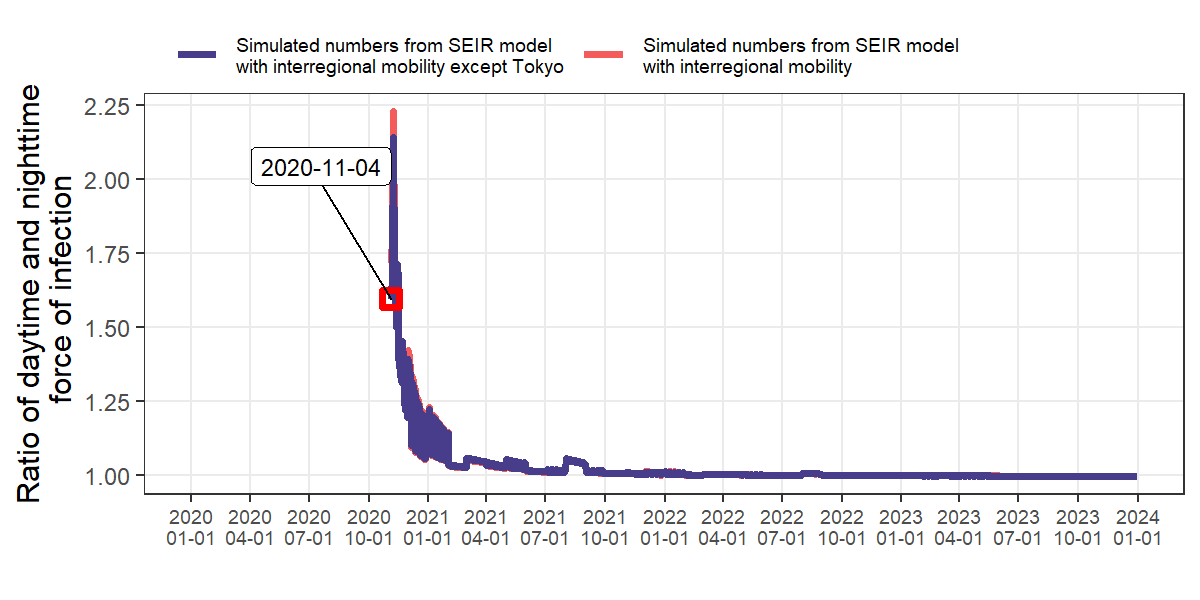 Simulated numbers from SEIR model
with interregional mobility except Tokyo
Simulated numbers from SEIR model
with interregional mobility
Ratio of daytime and nighttime
force of infection
2.25
2.00
1.75
1.50
1.25
1.00
2020-11-04
2020 2020 2020 2020 2021 2021 2021 2021 2022 2022 2022 2022 2023 2023 2023 2023 2024
01-01 04-01 07-01 10-01 01-01 04-01 07-01 10-01 01-01 04-01 07-01 10-01 01-01 04-01 07-01 10-01 01-01